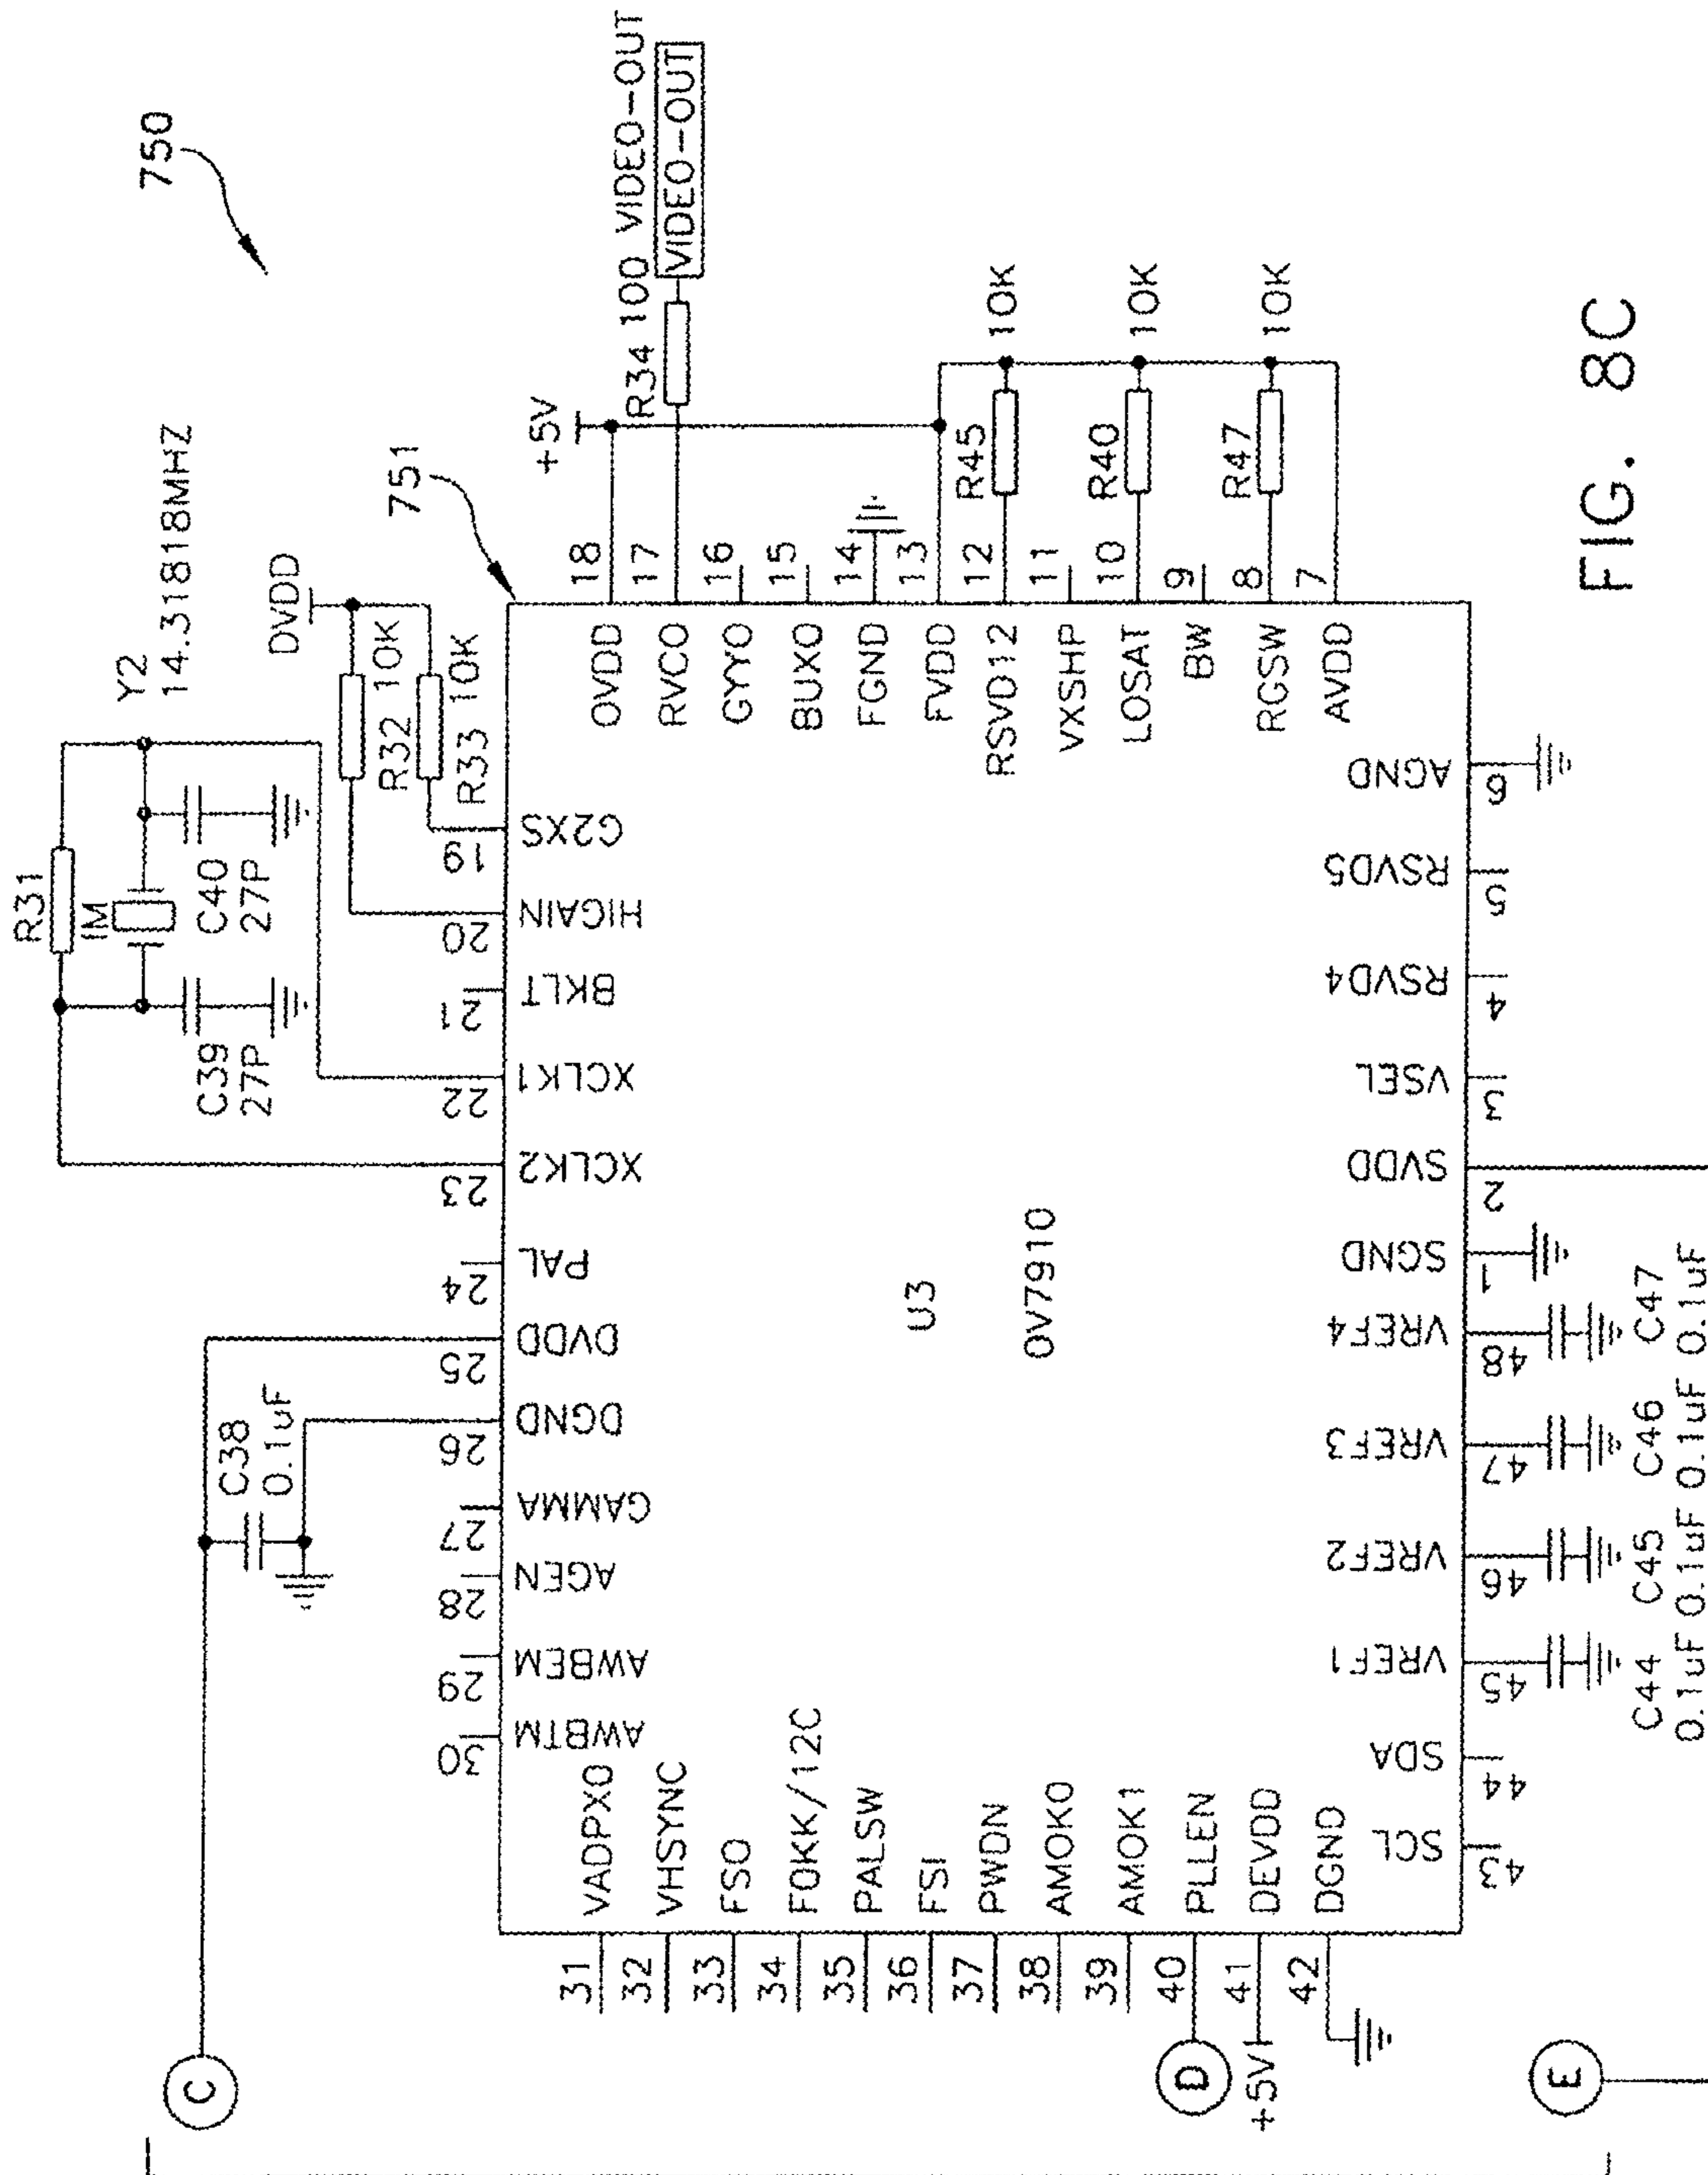 750
Y2
14.31818MHZ
R31
1M
C39
27P
C40
27P
DVDD
R32 10K
R33 10K
751
+5V
R34 100 VIDEO-OUT
VIDEO-OUT
C
C38
0.1uF
30 AWBTM
29 AWBEM
28 AGEN
27 GAMMA
26 DGND
25 DVDD
24 PAL
23 XCLK2
22 XCLK1
21 BKLT
20 HIGAIN
19 G2XS
31 VADPXO
32 VHSYNC
33 FSO
34 FOKK/12C
35 PALSW
36 FSI
37 PWDN
38 AMOK0
39 AMOK1
D 40 PLLEN
+5V 41 DEVDD
42 DGND
U3
OV7910
OVDD 18
RVCO 17
GYYO 16
BUXO 15
FGND 14
FVDD 13
RSVD12 12 R45 10K
VXSHP 11
LOSAT 10 R40 10K
BW 9
RGSW 8 R47 10K
AVDD 7
43 SCL
44 SDA
45 VREF1
46 VREF2
47 VREF3
48 VREF4
1 SGND
2 SVDD
3 VSEL
4 RSVD4
5 RSVD5
6 AGND
E
C44 C45 C46 C47
0.1uF 0.1uF 0.1uF 0.1uF
FIG. 8C